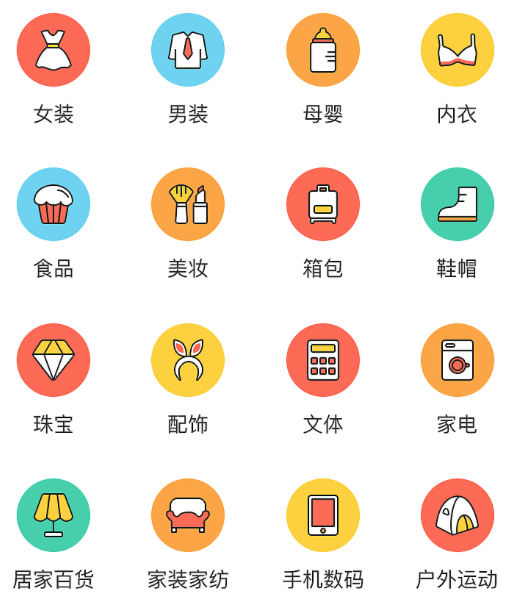 女装
男装
母婴
内衣
食品
美妆
箱包
鞋帽
珠宝
配饰
文体
家电
居家百货
家装家纺
手机数码
户外运动